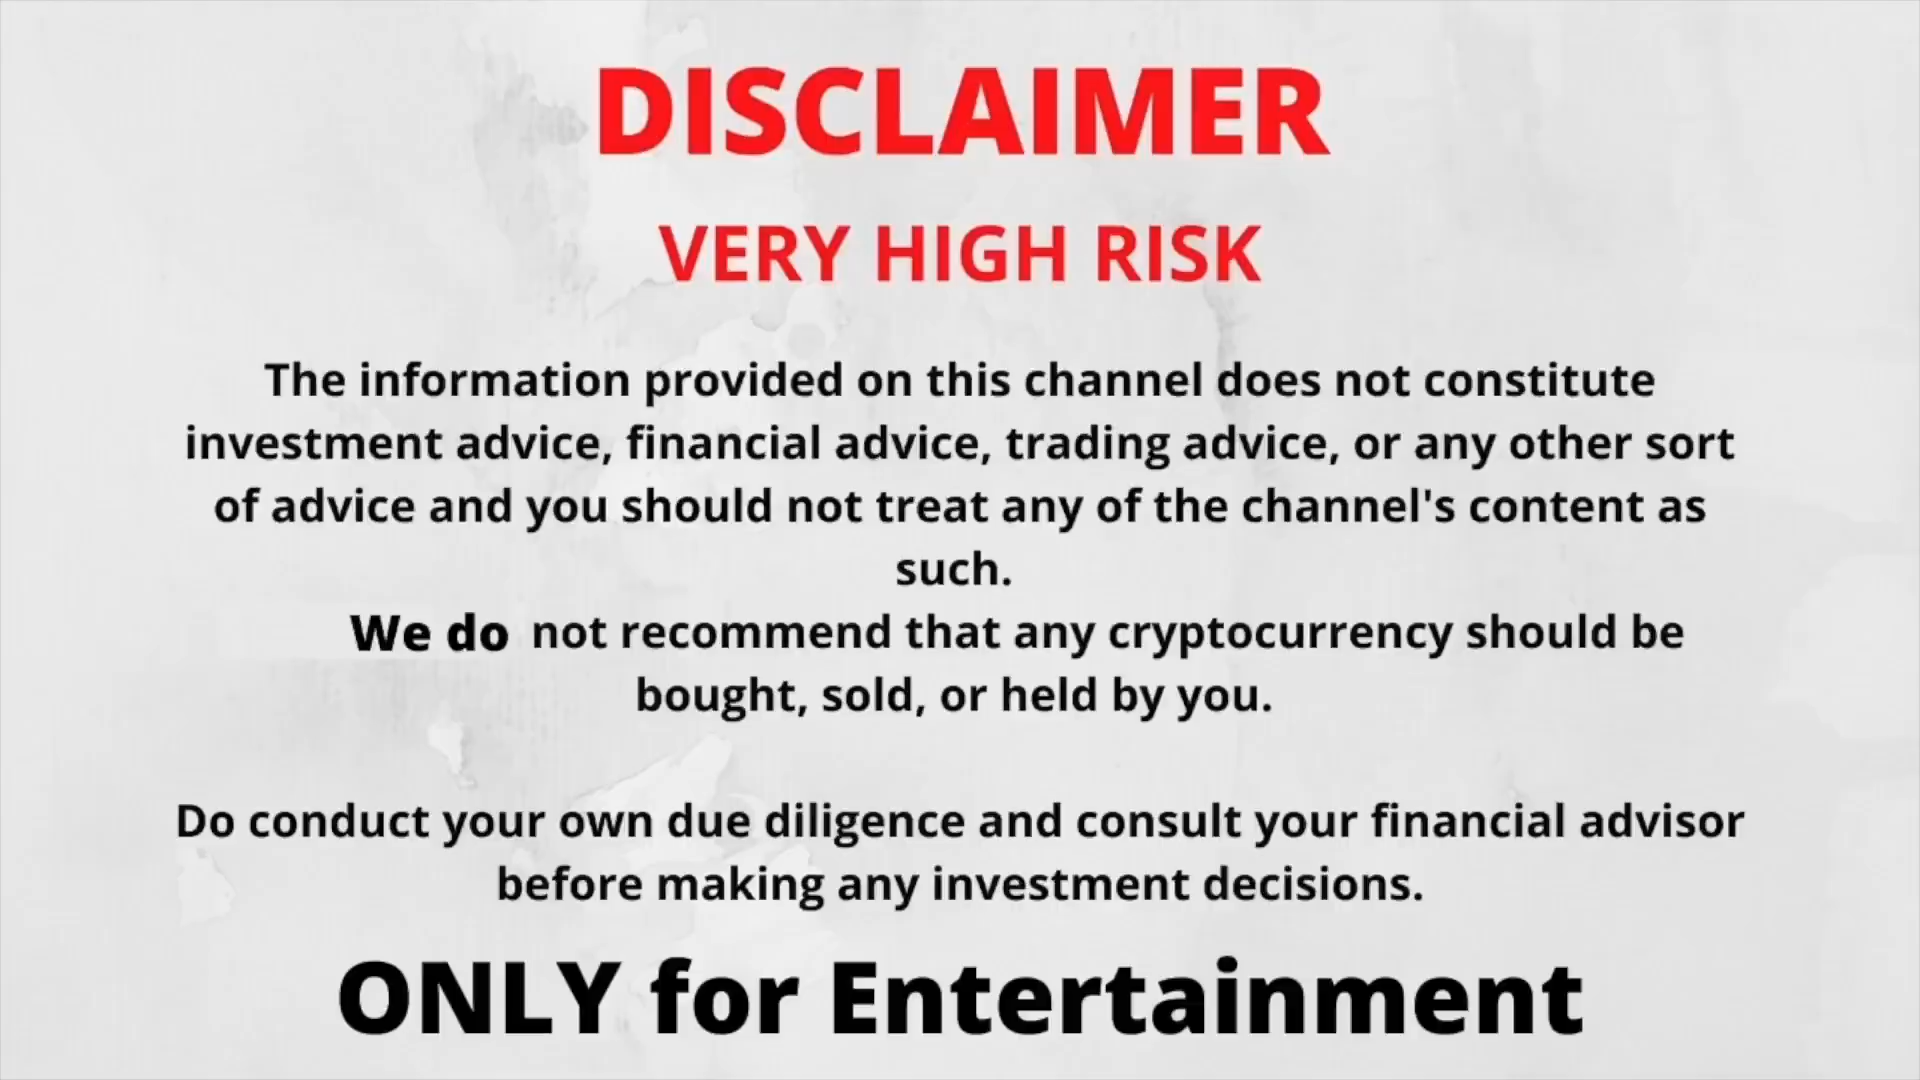 DISCLAIMER
VERY HIGH RISK
The information provided on this channel does not constitute
investment advice, financial advice, trading advice, or any other sort
of advice and you should not treat any of the channel's content as
such.
We do not recommend that any cryptocurrency should be
bought, sold, or held by you.
Do conduct your own due diligence and consult your financial advisor
before making any investment decisions.
ONLY for Entertainment